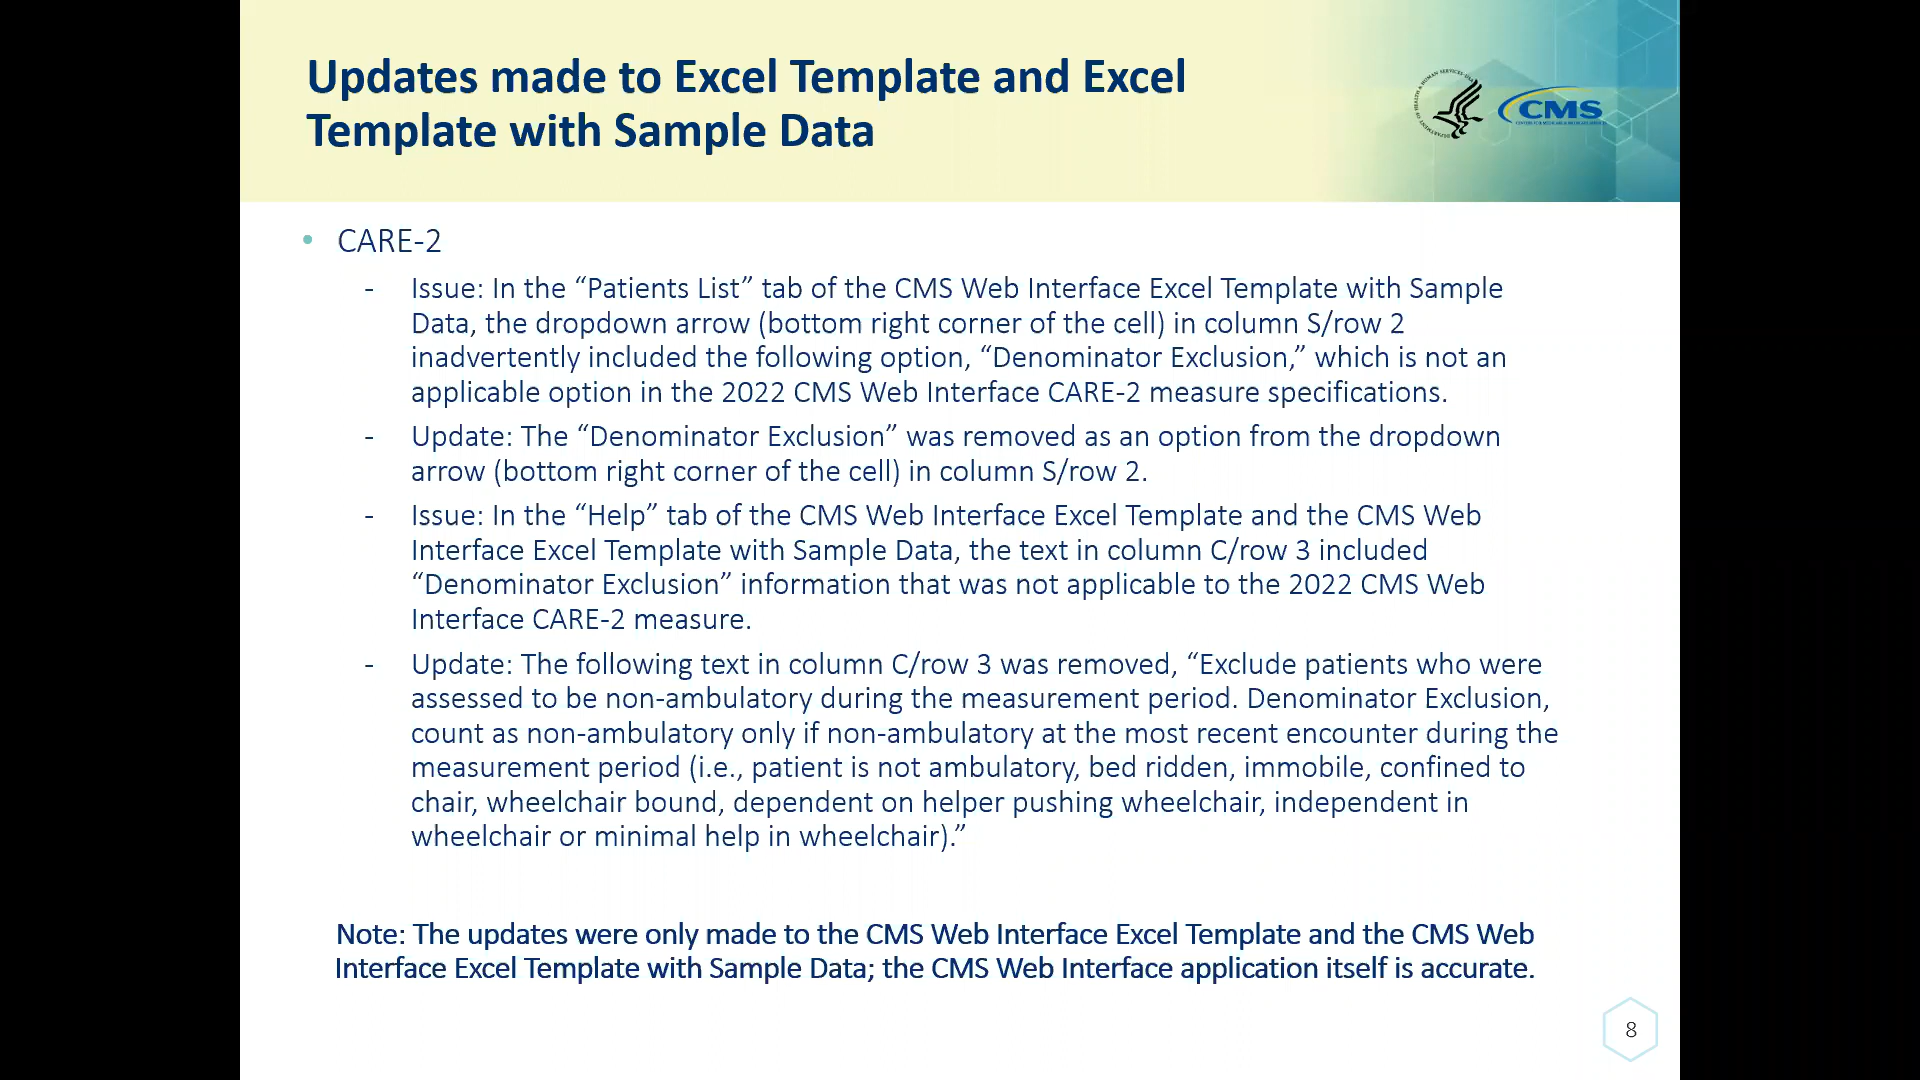 Updates made to Excel Template and Excel
Template with Sample Data
CMS
• CARE-2
- Issue: In the “Patients List” tab of the CMS Web Interface Excel Template with Sample
Data, the dropdown arrow (bottom right corner of the cell) in column S/row 2
inadvertently included the following option, “Denominator Exclusion,” which is not an
applicable option in the 2022 CMS Web Interface CARE-2 measure specifications.
- Update: The “Denominator Exclusion” was removed as an option from the dropdown
arrow (bottom right corner of the cell) in column S/row 2.
- Issue: In the “Help” tab of the CMS Web Interface Excel Template and the CMS Web
Interface Excel Template with Sample Data, the text in column C/row 3 included
“Denominator Exclusion” information that was not applicable to the 2022 CMS Web
Interface CARE-2 measure.
- Update: The following text in column C/row 3 was removed, “Exclude patients who were
assessed to be non-ambulatory during the measurement period. Denominator Exclusion,
count as non-ambulatory only if non-ambulatory at the most recent encounter during the
measurement period (i.e., patient is not ambulatory, bed ridden, immobile, confined to
chair, wheelchair bound, dependent on helper pushing wheelchair, independent in
wheelchair or minimal help in wheelchair).”
Note: The updates were only made to the CMS Web Interface Excel Template and the CMS Web
Interface Excel Template with Sample Data; the CMS Web Interface application itself is accurate.
8